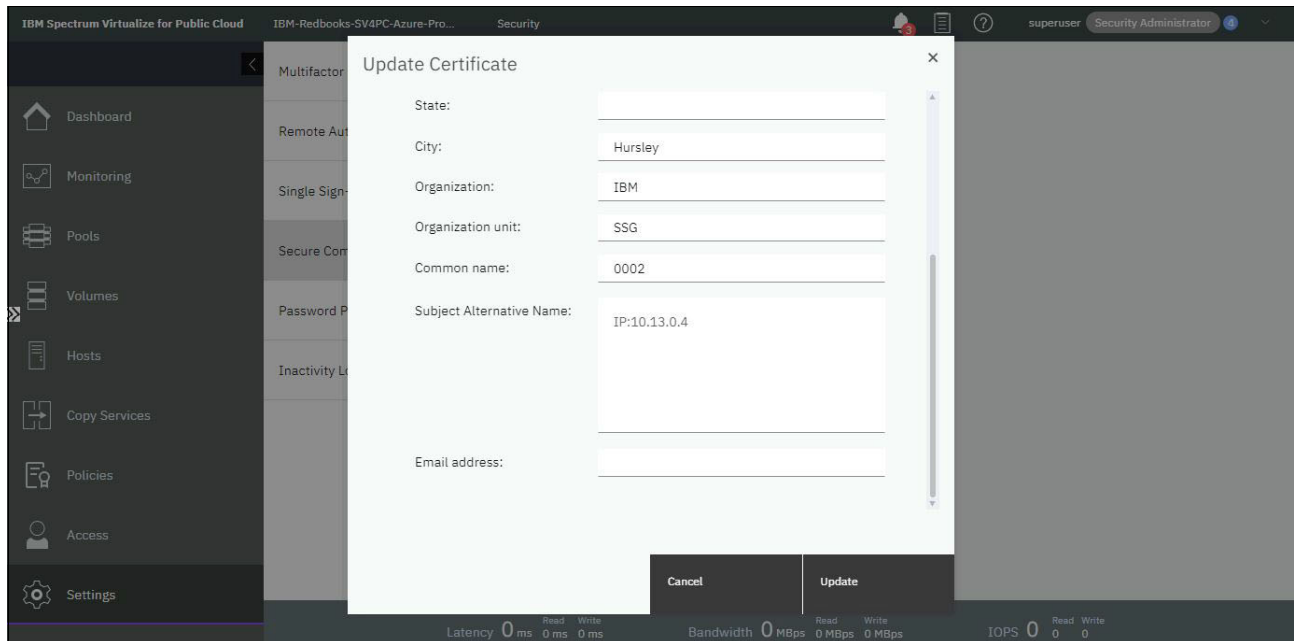 IBM Spectrum Virtualize for Public Cloud IBM-Redbooks-SV4PC-Azure-Pro... Security 3 superuser Security Administrator 4
Update Certificate
Multifactor
Dashboard
Remote Aut
Monitoring
Single Sign-
Pools
Secure Com
Volumes
Password P
Hosts
Inactivity Lo
Copy Services
Policies
Access
Settings
State:
City: Hursley
Organization: IBM
Organization unit: SSG
Common name: 0002
Subject Alternative Name: IP:10.13.0.4
Email address:
Cancel Update
Latency 0 ms Read 0 ms Write 0 ms Bandwidth 0 MBps Read 0 MBps Write 0 MBps IOPS 0 Read 0 Write 0